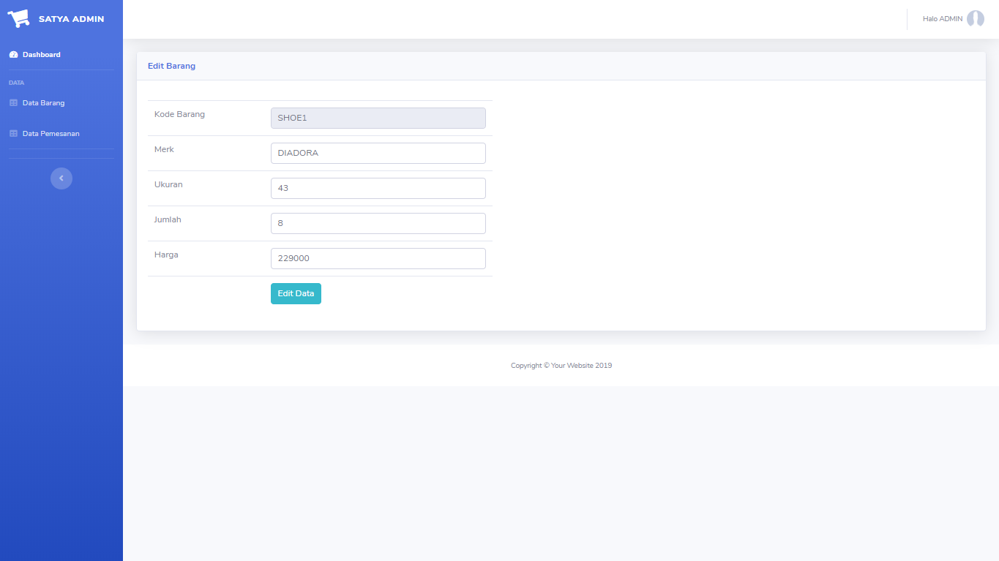 SATYA ADMIN
Halo ADMIN
Dashboard
DATA
Data Barang
Data Pemesanan
Edit Barang
Kode Barang SHOE1
Merk DIADORA
Ukuran 43
Jumlah 8
Harga 229000
Edit Data
Copyright © Your Website 2019